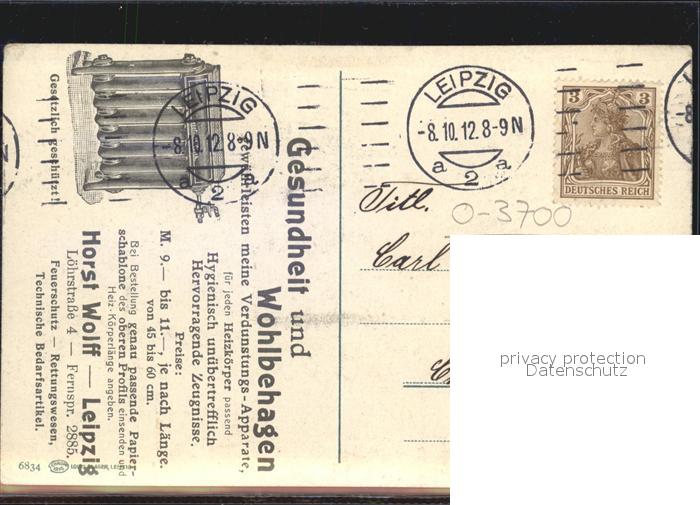 Gesetzlich geschützt!
Gesundheit und
Wohlbehagen
gewährleisten meine Verdunstungs-Apparate,
für jeden Heizkörper passend
Hygienisch unübertrefflich
Hervorragende Zeugnisse.
Preise:
M. 9.— bis 11.—, je nach Länge.
von 45 bis 60 cm.
Bei Bestellung genau passende Papier-
schablone des oberen Profils einsenden und
Heiz-Körperlänge angeben.
Horst Wolff — Leipzig
Löhrstraße 4 — Fernspr. 2885.
Feuerschutz — Rettungswesen,
Technische Bedarfsartikel.
6834
LEIPZIG
-8.10.12.8-9N
a 2 a
LEIPZIG
-8.10.12.8-9N
a 2 a
3 3
DEUTSCHES REICH
Titl.
O-3700
Carl
privacy protection
Datenschutz